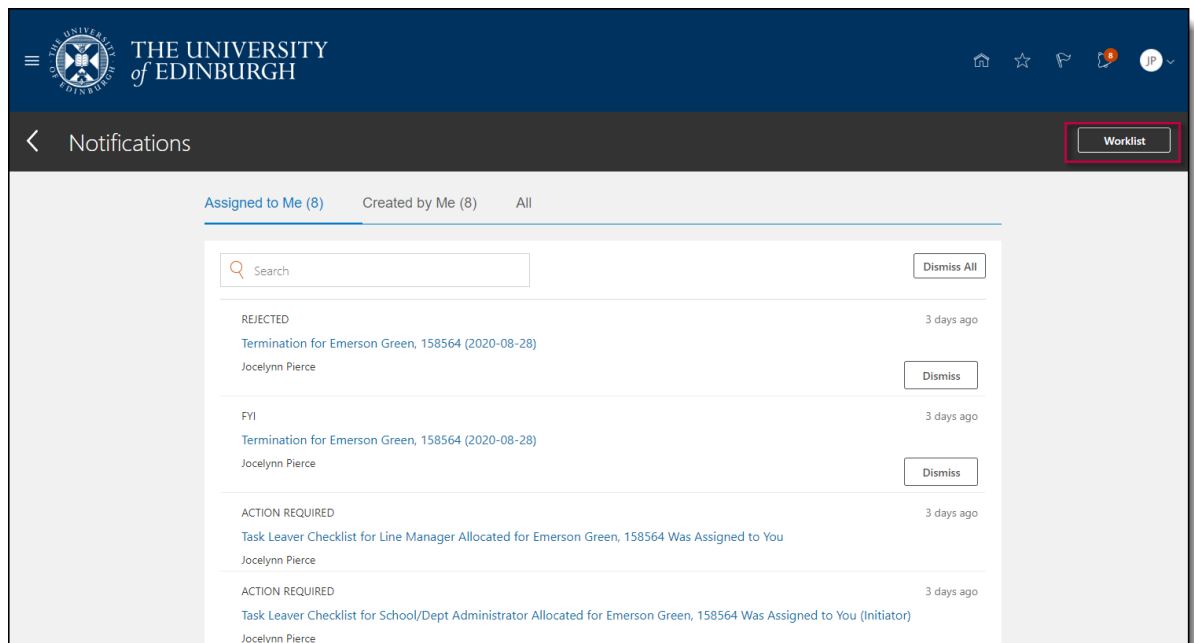 THE UNIVERSITY
of EDINBURGH
8
JP
Notifications
Worklist
Assigned to Me (8) Created by Me (8) All
Search
Dismiss All
REJECTED 3 days ago
Termination for Emerson Green, 158564 (2020-08-28)
Jocelynn Pierce
Dismiss
FYI 3 days ago
Termination for Emerson Green, 158564 (2020-08-28)
Jocelynn Pierce
Dismiss
ACTION REQUIRED 3 days ago
Task Leaver Checklist for Line Manager Allocated for Emerson Green, 158564 Was Assigned to You
Jocelynn Pierce
ACTION REQUIRED 3 days ago
Task Leaver Checklist for School/Dept Administrator Allocated for Emerson Green, 158564 Was Assigned to You (Initiator)
Jocelynn Pierce